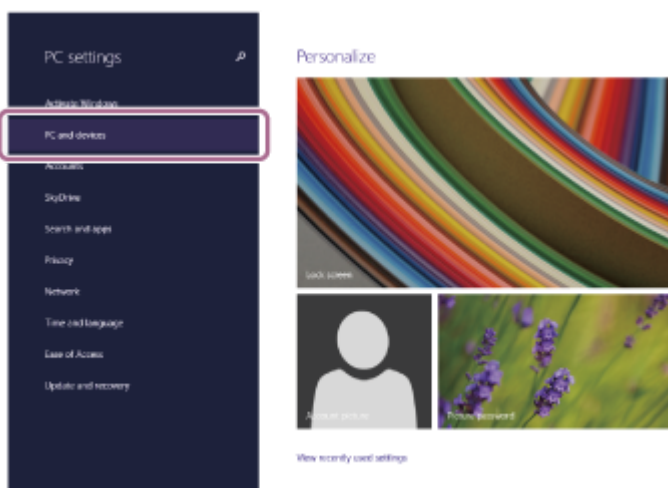 PC settings
Activate Windows
PC and devices
Accounts
SkyDrive
Search and apps
Privacy
Network
Time and language
Ease of Access
Update and recovery
Personalize
Lock screen
Account picture
Picture password
View recently used settings